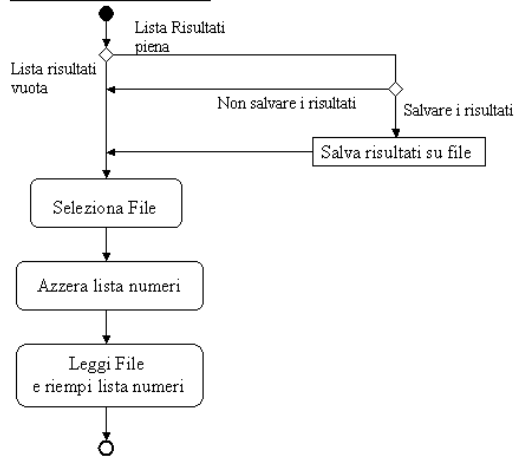 Lista Risultati
piena
Lista risultati
vuota
Non salvare i risultati
Salvare i risultati
Salva risultati su file
Seleziona File
Azzera lista numeri
Leggi File
e riempi lista numeri